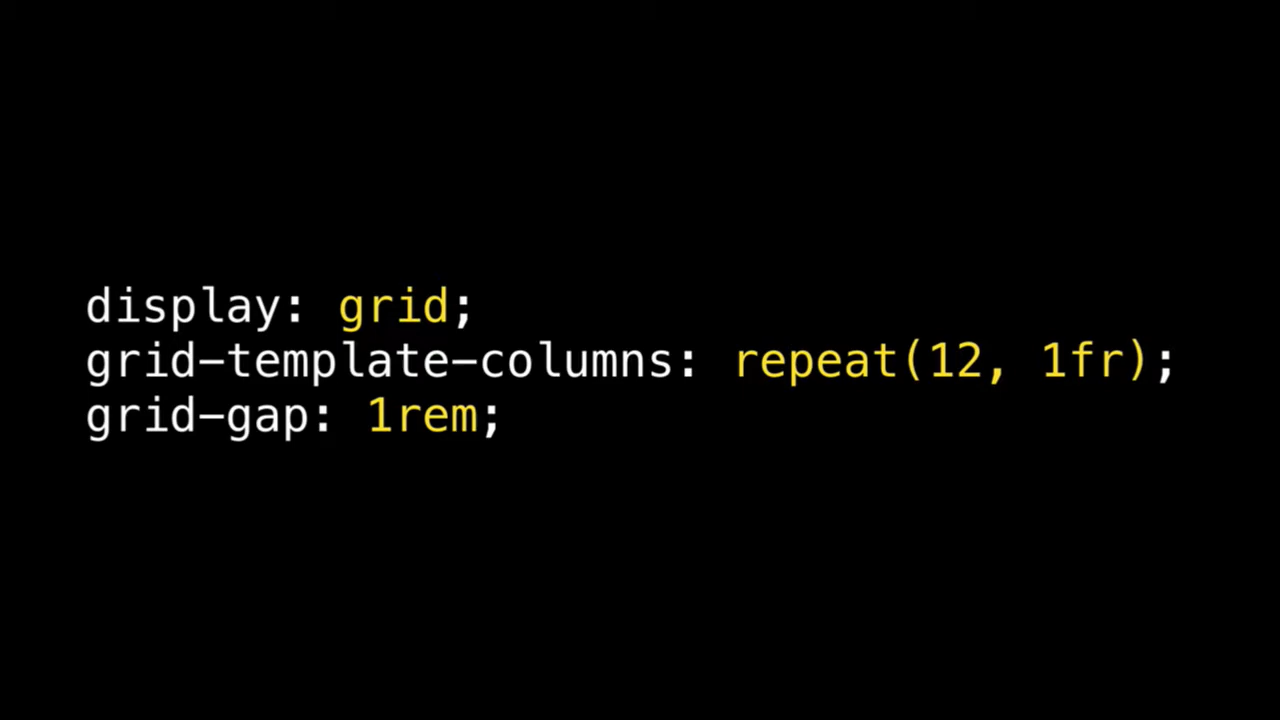 display: grid;
grid-template-columns: repeat(12, 1fr);
grid-gap: 1rem;